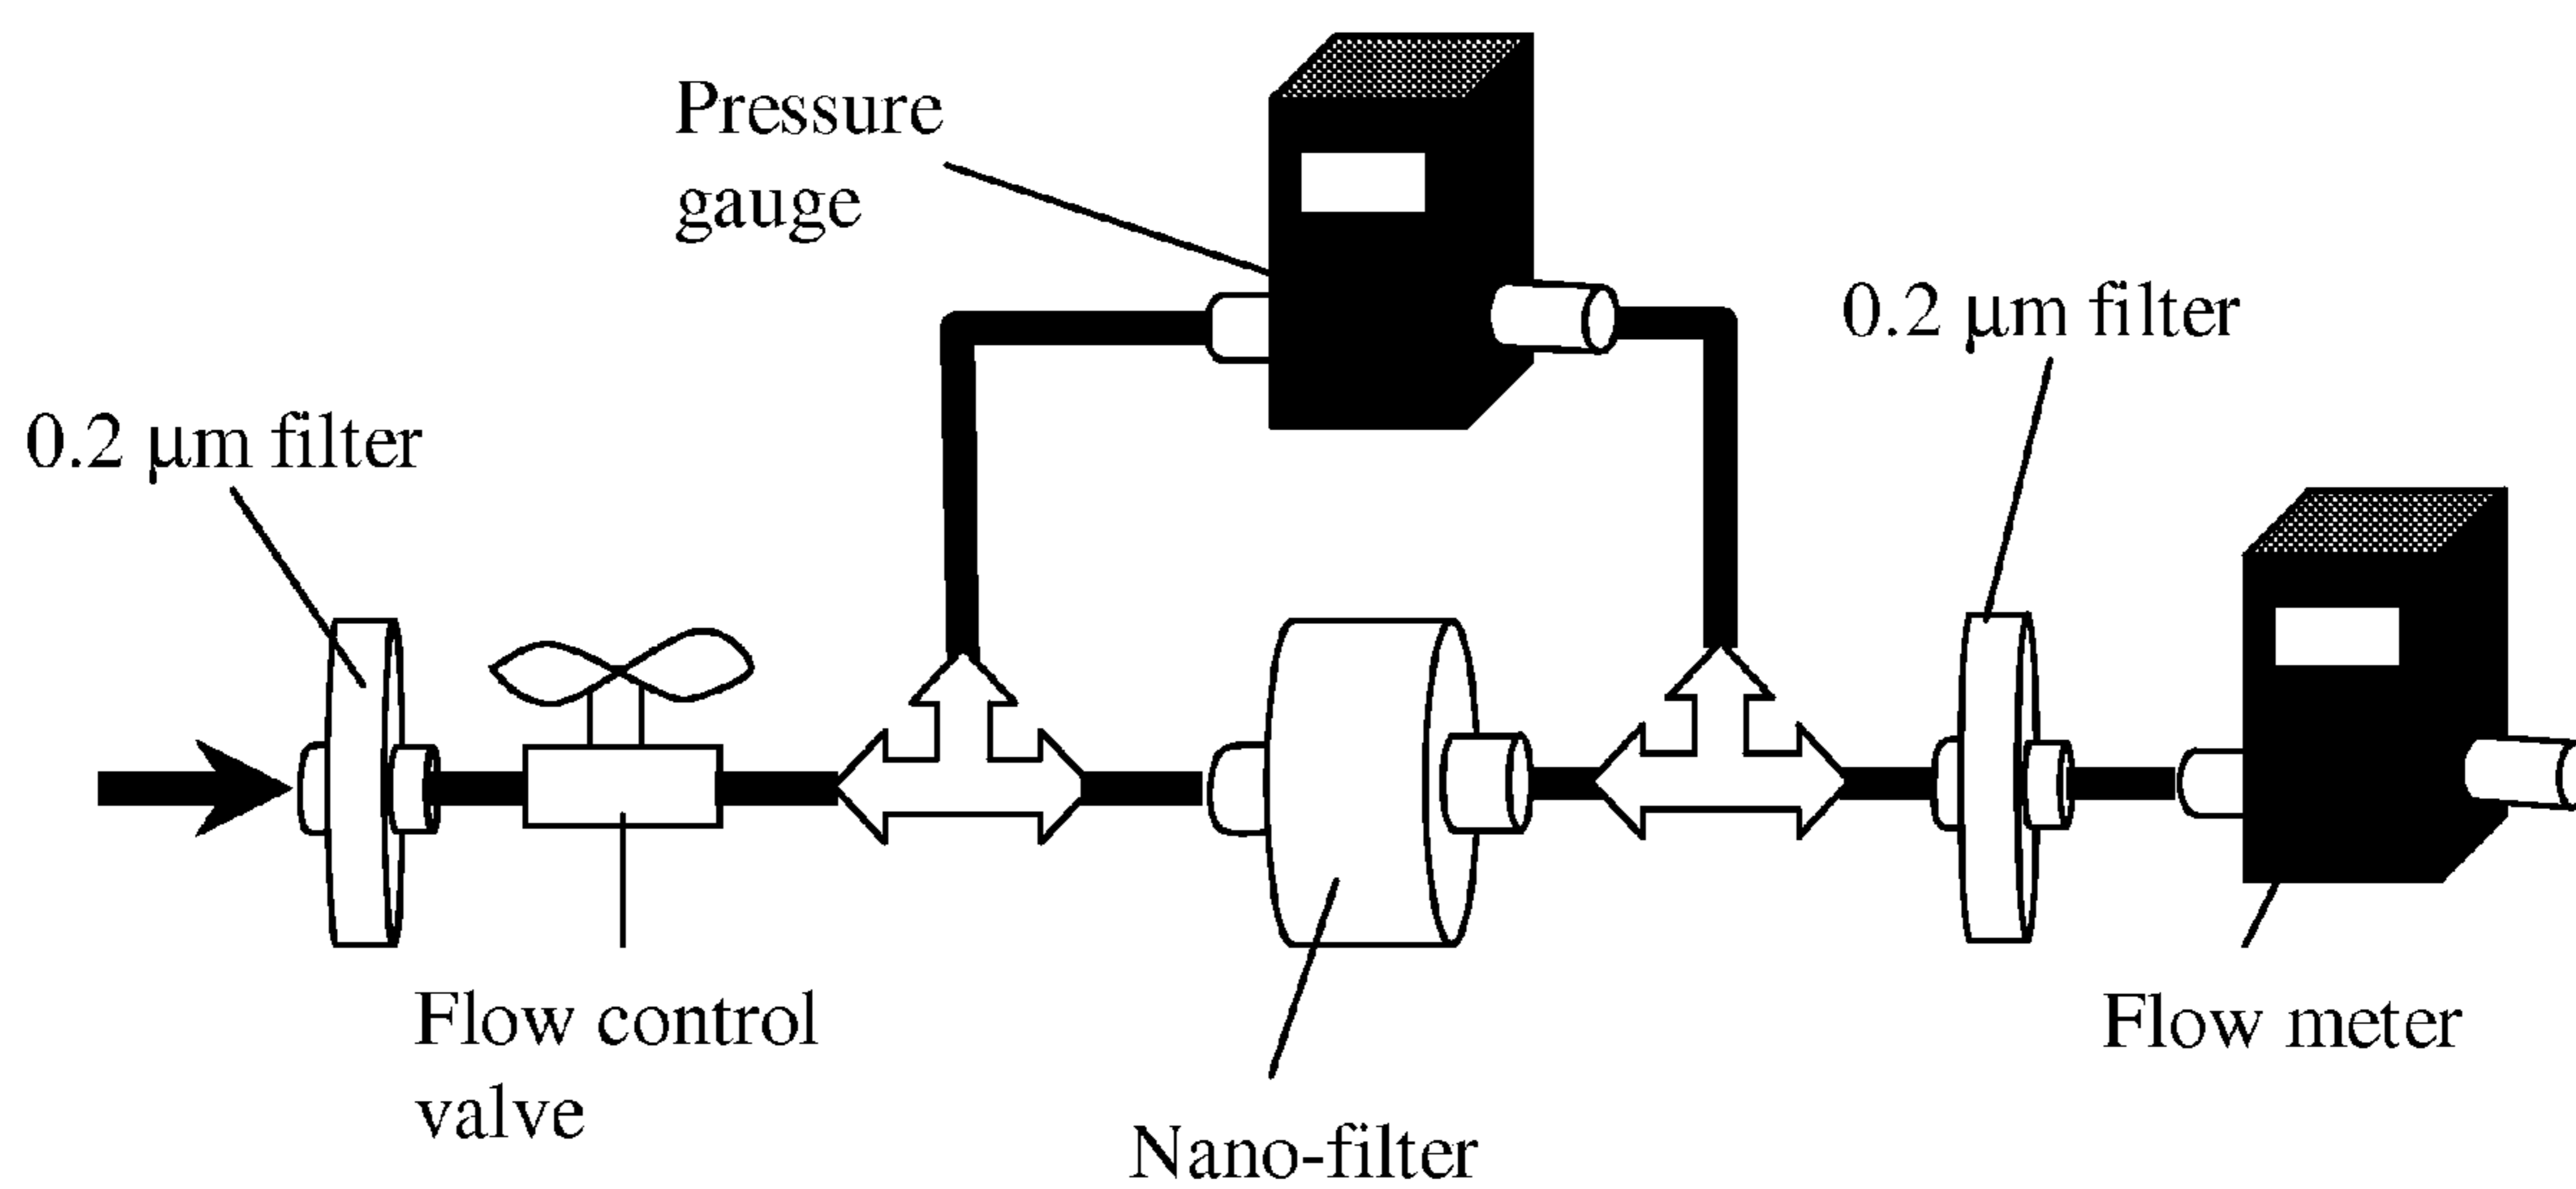 Pressure
gauge
0.2 μm filter
0.2 μm filter
Flow control
valve
Flow meter
Nano-filter